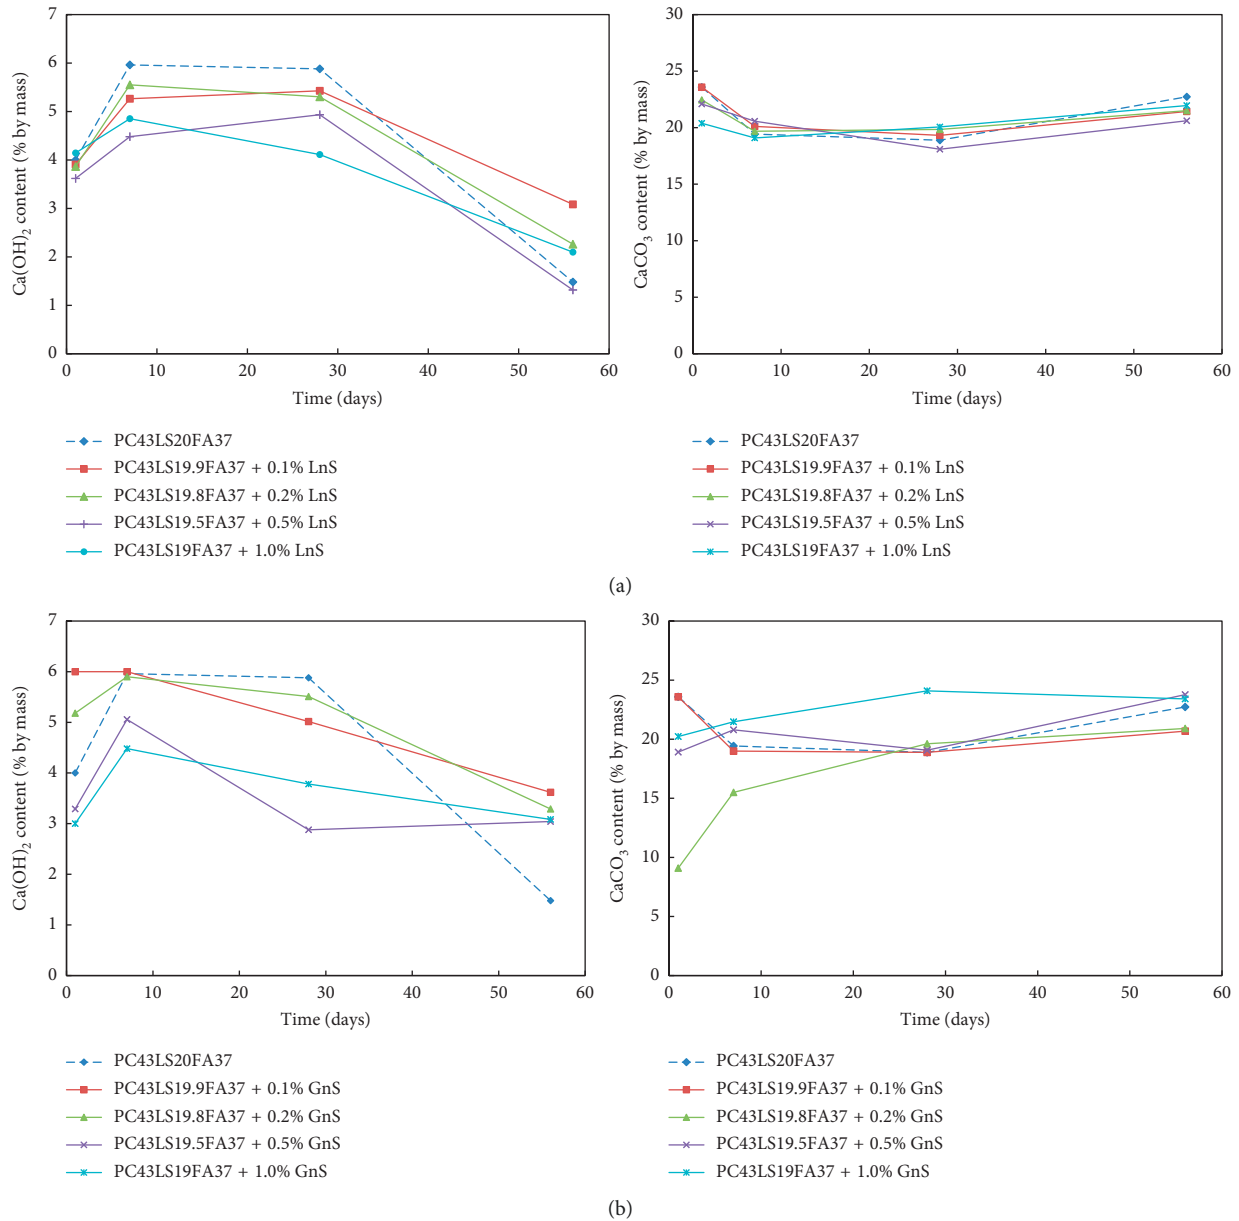 7
6
5
4
3
2
1
0
Ca(OH)2 content (% by mass)
0 10 20 30 40 50 60
Time (days)
PC43LS20FA37
PC43LS19.9FA37 + 0.1% LnS
PC43LS19.8FA37 + 0.2% LnS
PC43LS19.5FA37 + 0.5% LnS
PC43LS19FA37 + 1.0% LnS
30
25
20
15
10
5
0
CaCO3 content (% by mass)
0 10 20 30 40 50 60
Time (days)
PC43LS20FA37
PC43LS19.9FA37 + 0.1% LnS
PC43LS19.8FA37 + 0.2% LnS
PC43LS19.5FA37 + 0.5% LnS
PC43LS19FA37 + 1.0% LnS
(a)
7
6
5
4
3
2
1
0
Ca(OH)2 content (% by mass)
0 10 20 30 40 50 60
Time (days)
PC43LS20FA37
PC43LS19.9FA37 + 0.1% GnS
PC43LS19.8FA37 + 0.2% GnS
PC43LS19.5FA37 + 0.5% GnS
PC43LS19FA37 + 1.0% GnS
30
25
20
15
10
5
0
CaCO3 content (% by mass)
0 10 20 30 40 50 60
Time (days)
PC43LS20FA37
PC43LS19.9FA37 + 0.1% GnS
PC43LS19.8FA37 + 0.2% GnS
PC43LS19.5FA37 + 0.5% GnS
PC43LS19FA37 + 1.0% GnS
(b)